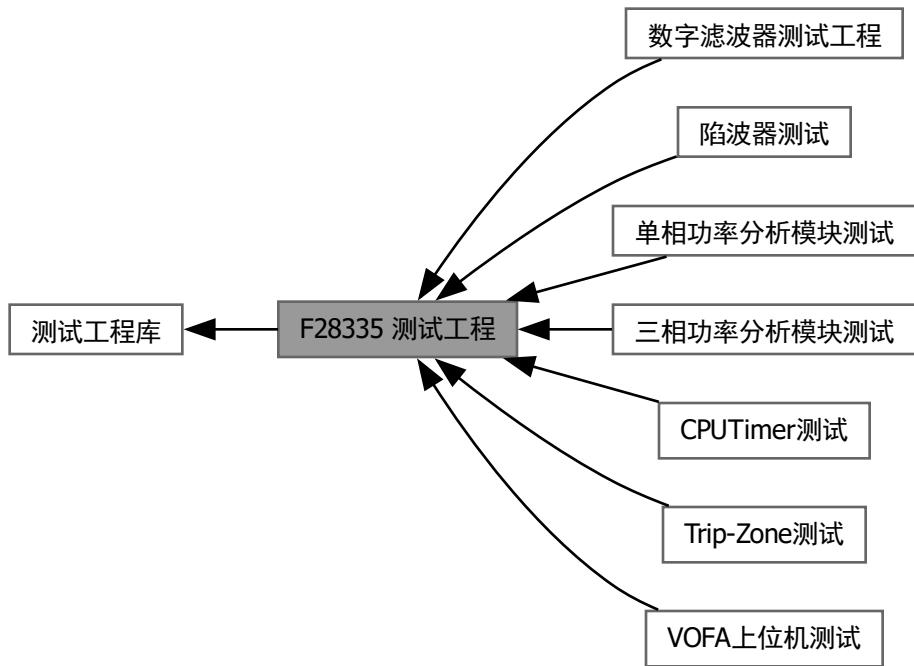 数字滤波器测试工程
陷波器测试
单相功率分析模块测试
测试工程库
F28335 测试工程
三相功率分析模块测试
CPUTimer测试
Trip-Zone测试
VOFA上位机测试